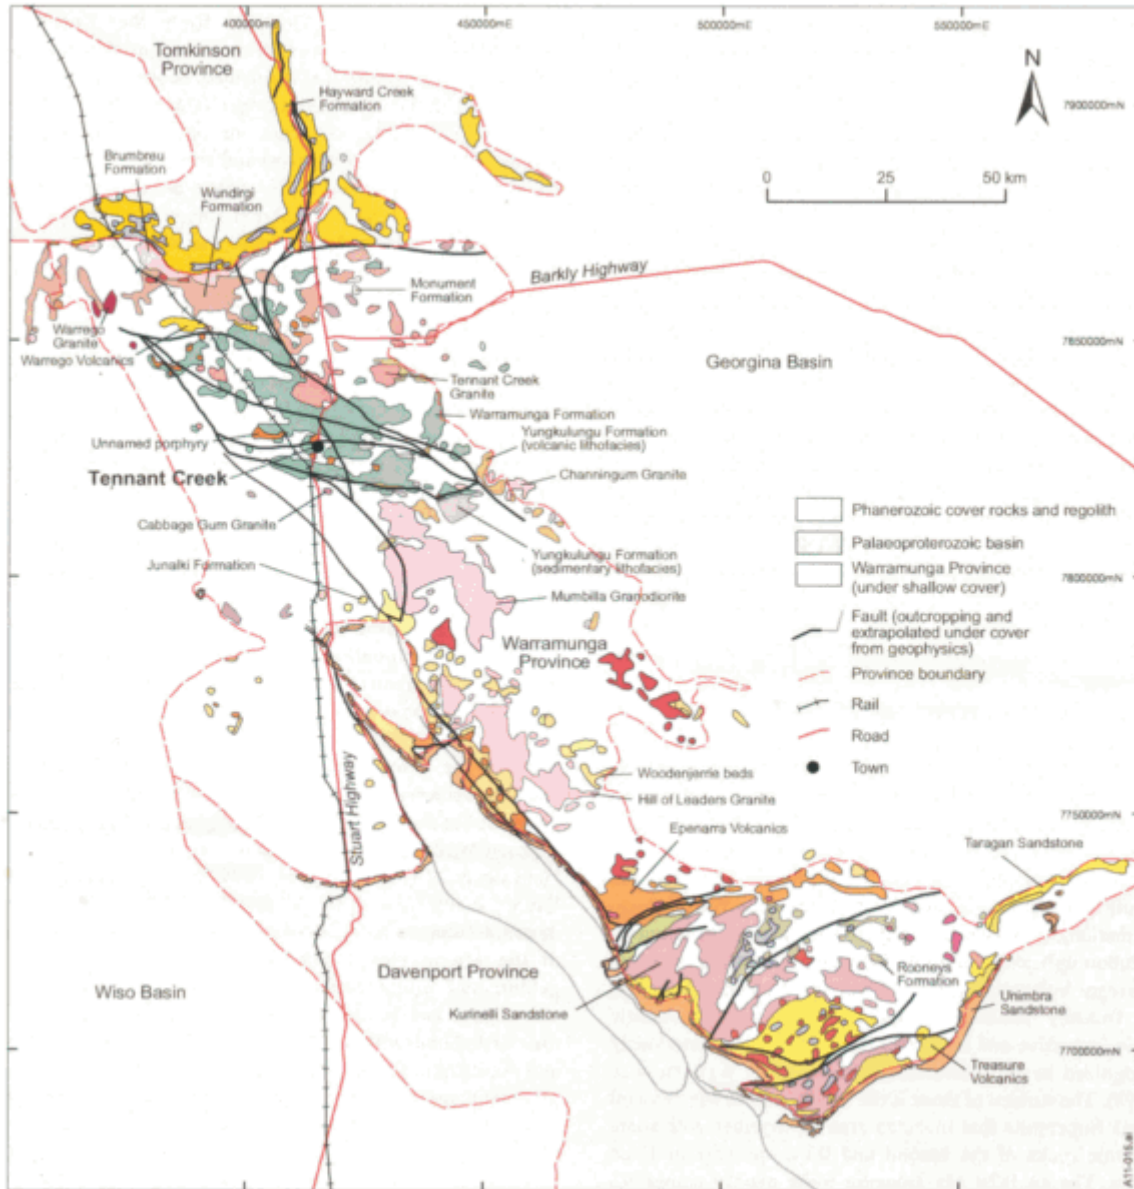 400000mE
450000mE
500000mE
550000mE
Tomkinson
Province
N
Hayward Creek
Formation
7900000mN
Brumbreu
Formation
Wundirgi
Formation
0
25
50 km
Barkly Highway
Monument
Formation
Warrego
Granite
Warrego Volcanics
7850000mN
Georgina Basin
Tennant Creek
Granite
Warramunga Formation
Unnamed porphyry
Yungkulungu Formation
(volcanic lithofacies)
Tennant Creek
Channingum Granite
Cabbage Gum Granite
Junalki Formation
Yungkulungu Formation
(sedimentary lithofacies)
7800000mN
Mumbilla Granodiorite
Warramunga
Province
Phanerozoic cover rocks and regolith
Palaeoproterozoic basin
Warramunga Province
(under shallow cover)
Fault (outcropping and
extrapolated under cover
from geophysics)
Province boundary
Rail
Road
Town
Stuart Highway
Woodenjerrie beds
Hill of Leaders Granite
Epenarra Volcanics
7750000mN
Taragan Sandstone
Davenport Province
Wiso Basin
Rooneys
Formation
Kurinelli Sandstone
Unimbra
Sandstone
7700000mN
Treasure
Volcanics
A11-015.ai